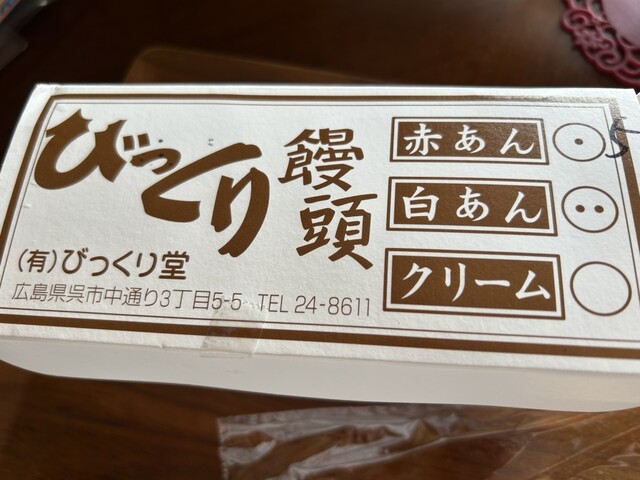 びっくり
饅頭
(有)びっくり堂
広島県呉市中通り3丁目5-5 TEL 24-8611
赤あん
5
白あん
クリーム